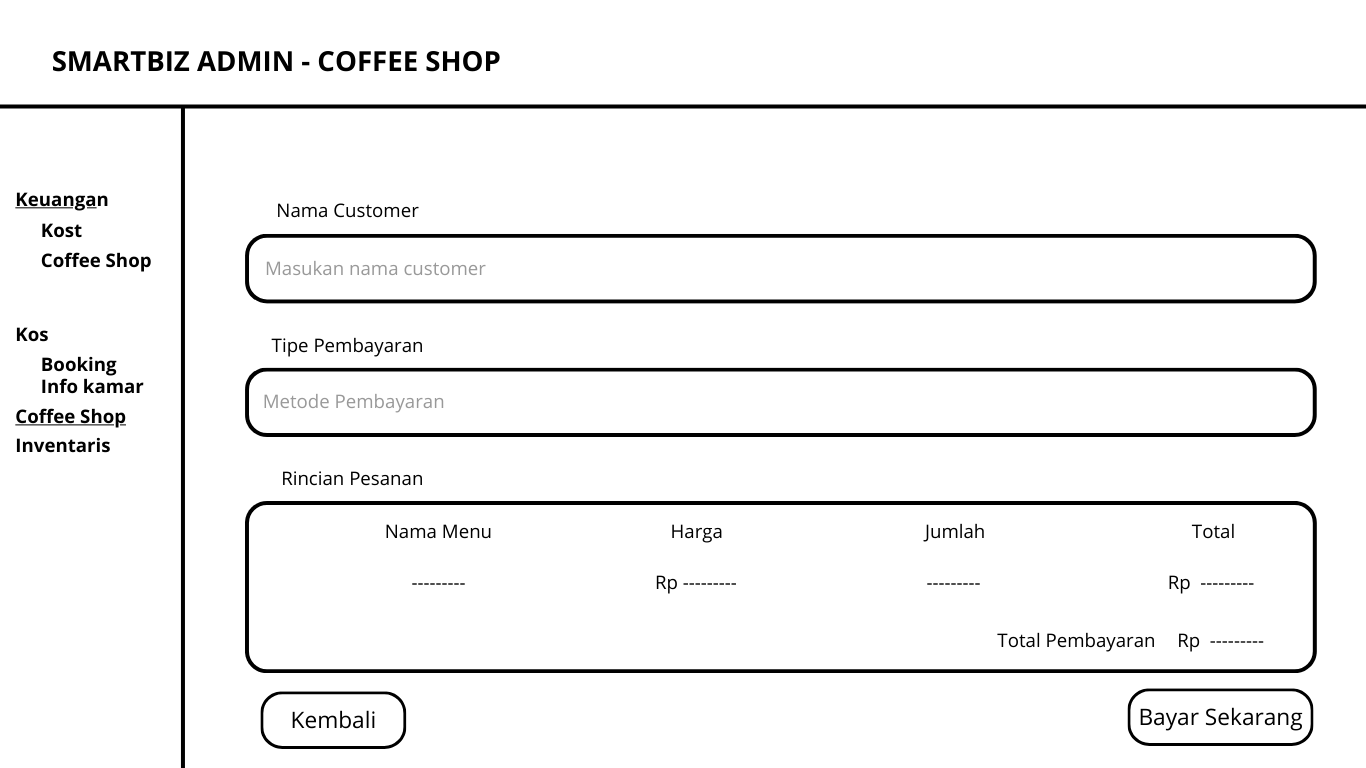 SMARTBIZ ADMIN - COFFEE SHOP
Keuangan
Kost
Coffee Shop
Kos
Booking
Info kamar
Coffee Shop
Inventaris
Nama Customer
Masukan nama customer
Tipe Pembayaran
Metode Pembayaran
Rincian Pesanan
Nama Menu Harga Jumlah Total
--------- Rp --------- --------- Rp ---------
Total Pembayaran Rp ---------
Kembali Bayar Sekarang